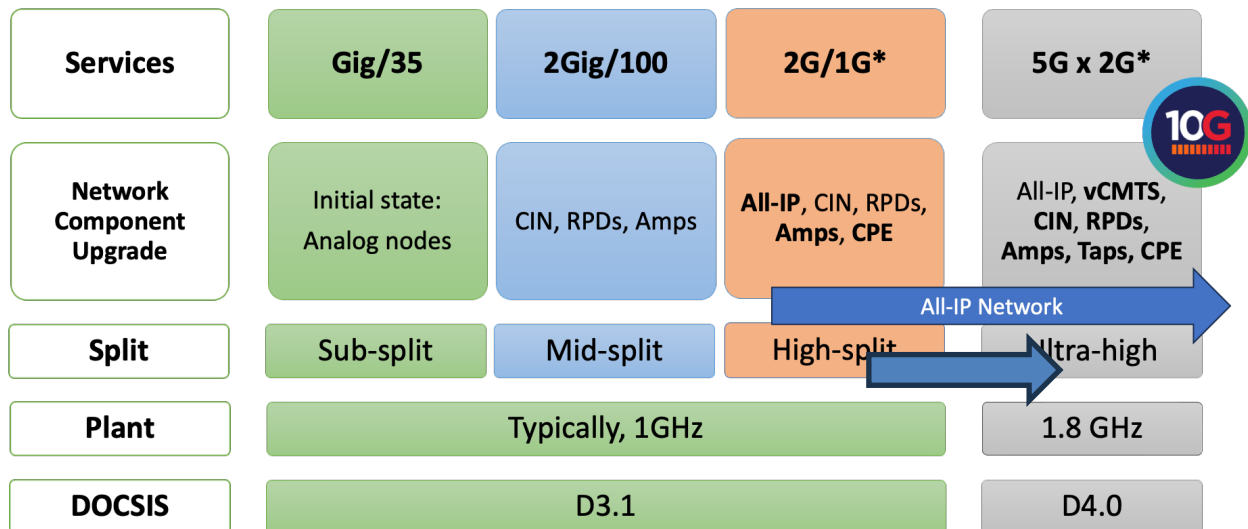 Services
Gig/35
2Gig/100
2G/1G*
5G x 2G*
10G
Network
Component
Upgrade
Initial state:
Analog nodes
CIN, RPDs, Amps
All-IP, CIN, RPDs,
Amps, CPE
All-IP, vCMTS,
CIN, RPDs,
Amps, Taps, CPE
All-IP Network
Split
Sub-split
Mid-split
High-split
Ultra-high
Plant
Typically, 1GHz
1.8 GHz
DOCSIS
D3.1
D4.0